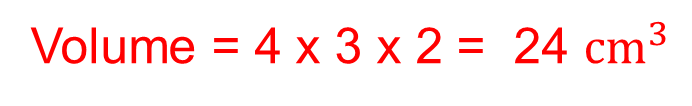 Volume = 4 x 3 x 2 = 24 cm³